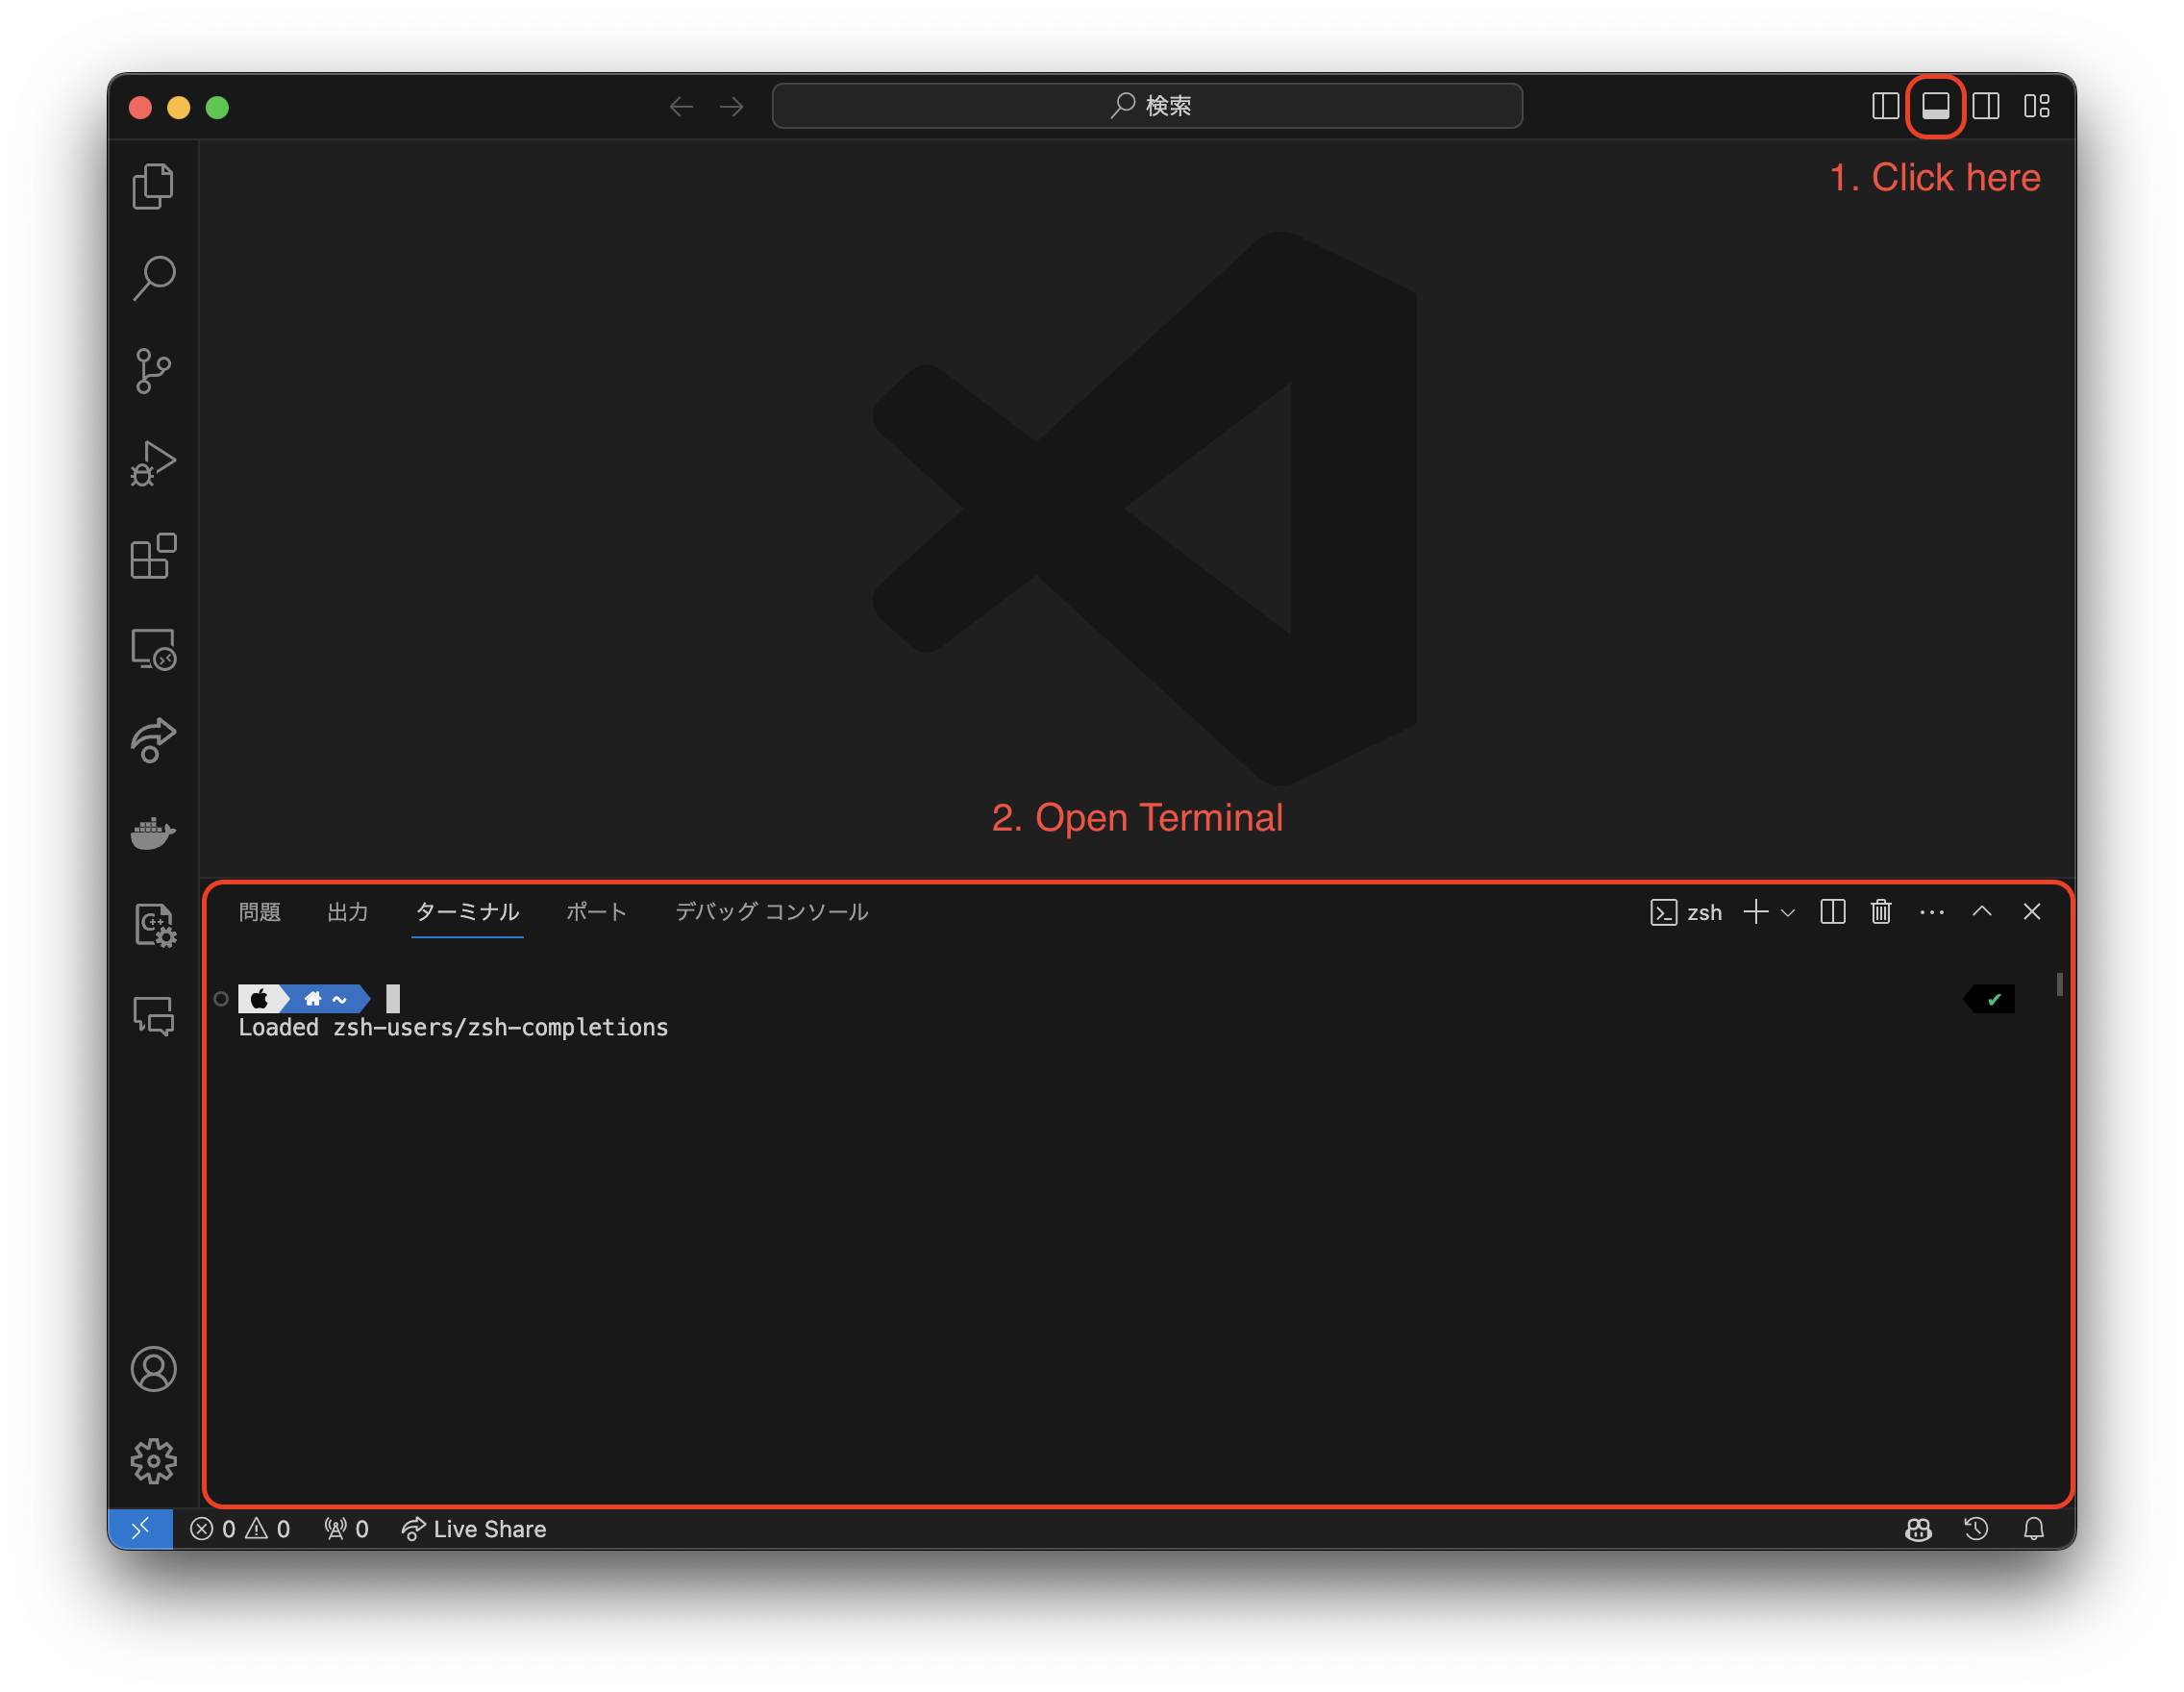 検索
1. Click here
2. Open Terminal
問題 出力 ターミナル ポート デバッグ コンソール zsh
~
Loaded zsh-users/zsh-completions
0 0 0 Live Share